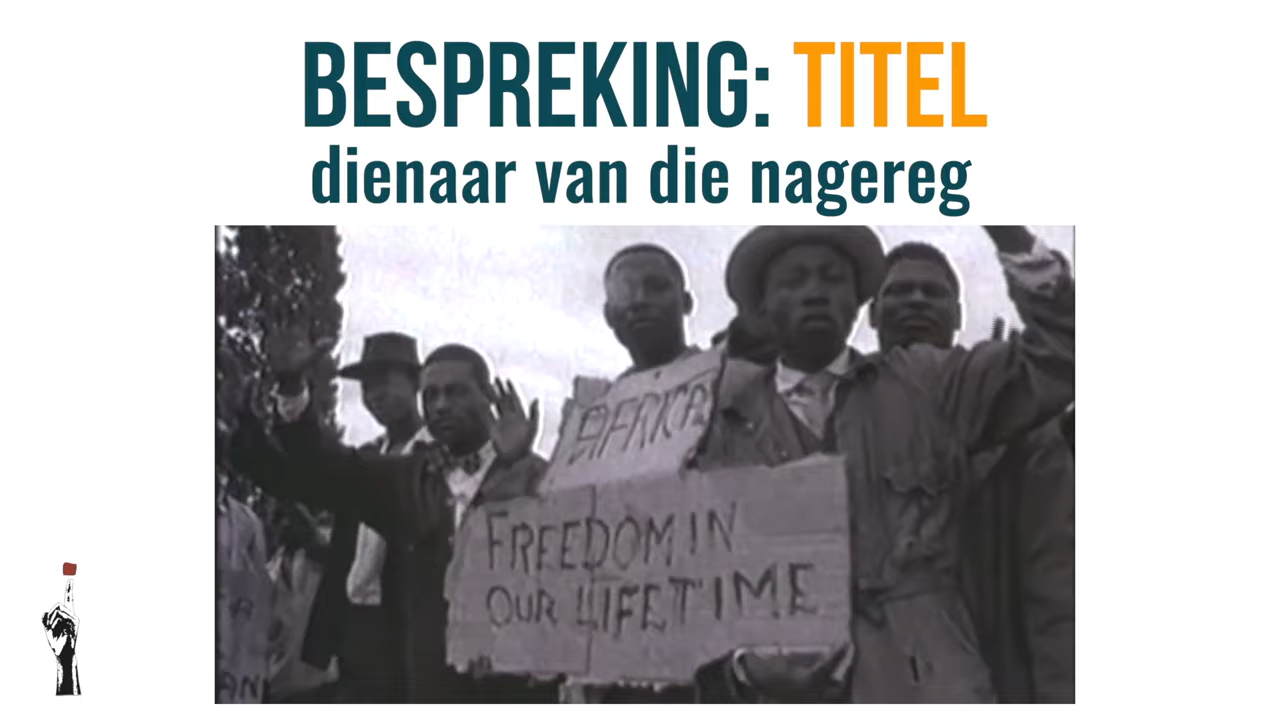 BESPREKING: TITEL
dienaar van die nagereg
AFRICA
FREEDOM IN
OUR LIFETIME